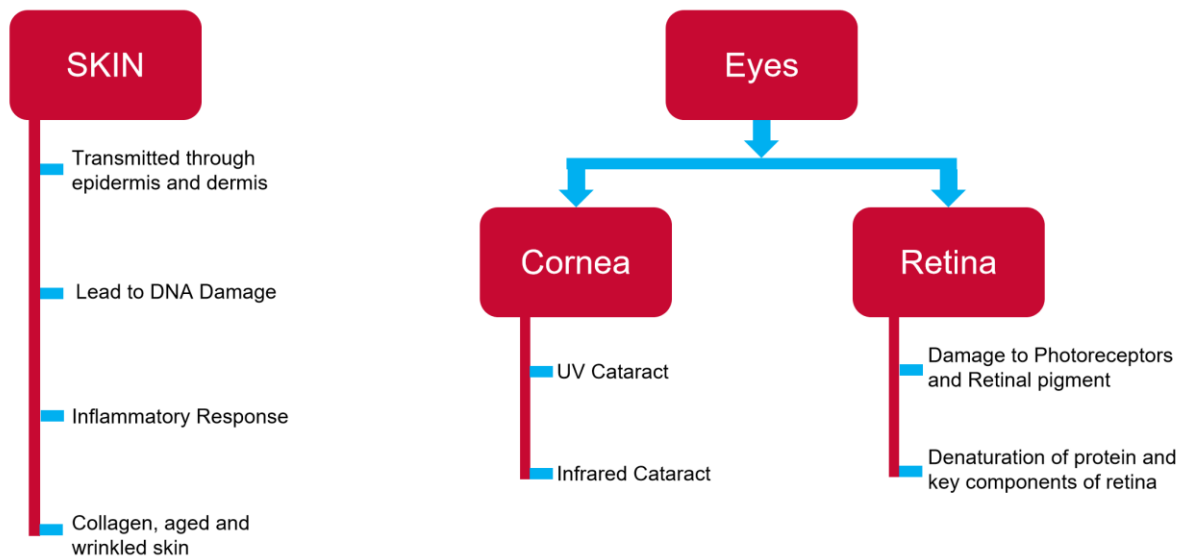 SKIN
Transmitted through
epidermis and dermis
Lead to DNA Damage
Inflammatory Response
Collagen, aged and
wrinkled skin
Eyes
Cornea
UV Cataract
Infrared Cataract
Retina
Damage to Photoreceptors
and Retinal pigment
Denaturation of protein and
key components of retina